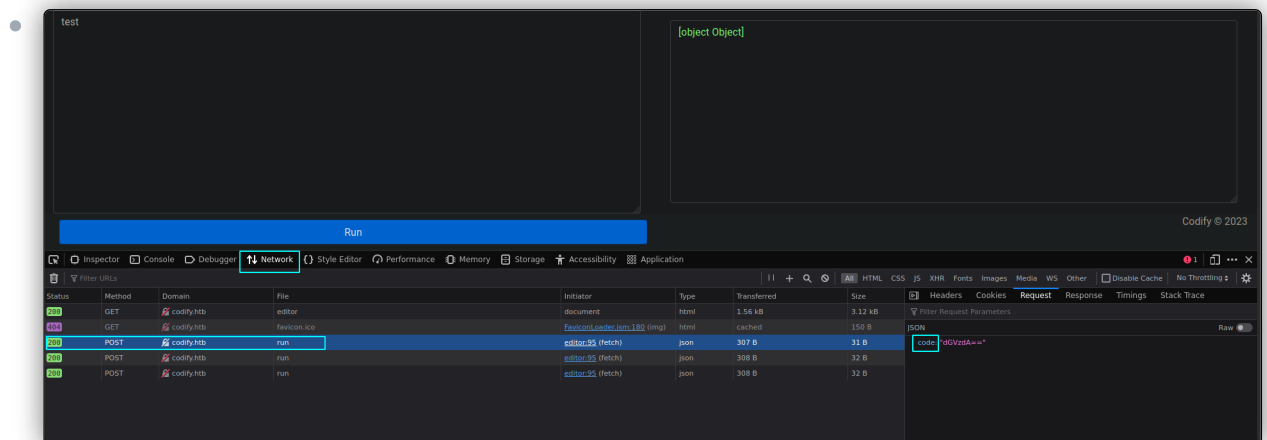 test
[object Object]
Codify © 2023
Run
Inspector Console Debugger Network Style Editor Performance Memory Storage Accessibility Application 1
Filter URLs All HTML CSS JS XHR Fonts Images Media WS Other Disable Cache No Throttling
Status Method Domain File Initiator Type Transferred Size Headers Cookies Request Response Timings Stack Trace
200 GET codify.htb editor document html 1.56 kB 3.12 kB Filter Request Parameters
404 GET codify.htb favicon.ico FaviconLoader.jsm:180 (img) html cached 150 B JSON Raw
200 POST codify.htb run editor:95 (fetch) json 307 B 31 B code: "dGVzdA=="
200 POST codify.htb run editor:95 (fetch) json 308 B 32 B
200 POST codify.htb run editor:95 (fetch) json 308 B 32 B